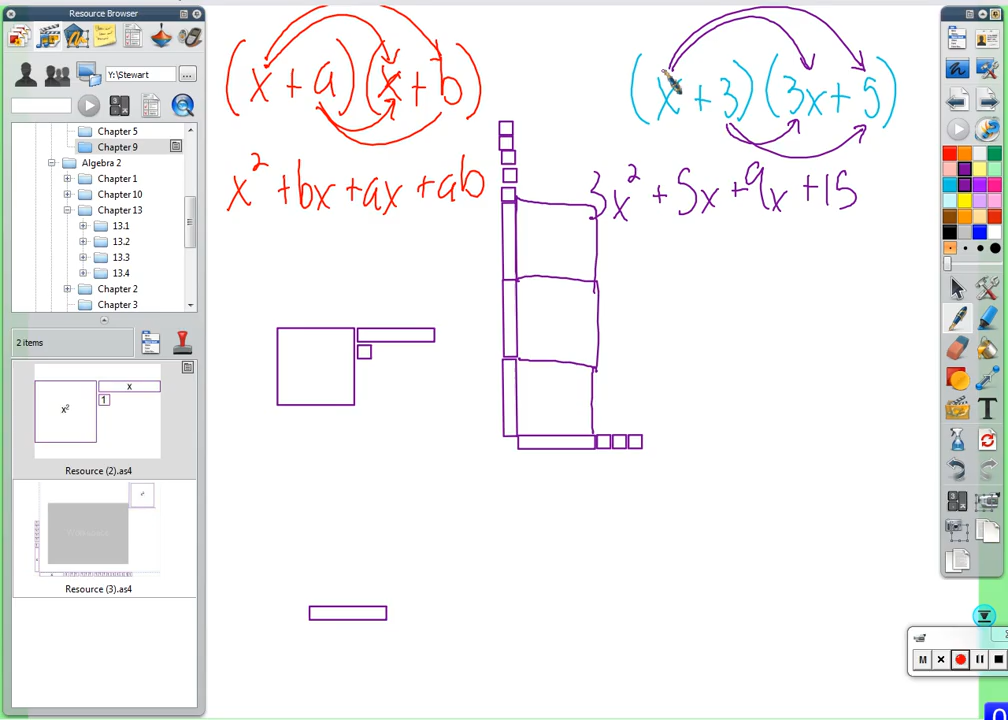 Resource Browser
Y:\Stewart
...
Chapter 5
Chapter 9
Algebra 2
Chapter 1
Chapter 10
Chapter 13
13.1
13.2
13.3
13.4
Chapter 2
Chapter 3
2 items
x²
x
1
Resource (2).as4
Resource (3).as4
(x + a)(x + b)
x² + bx + ax + ab
(x + 3)(3x + 5)
3x² + 5x + 9x + 15
M